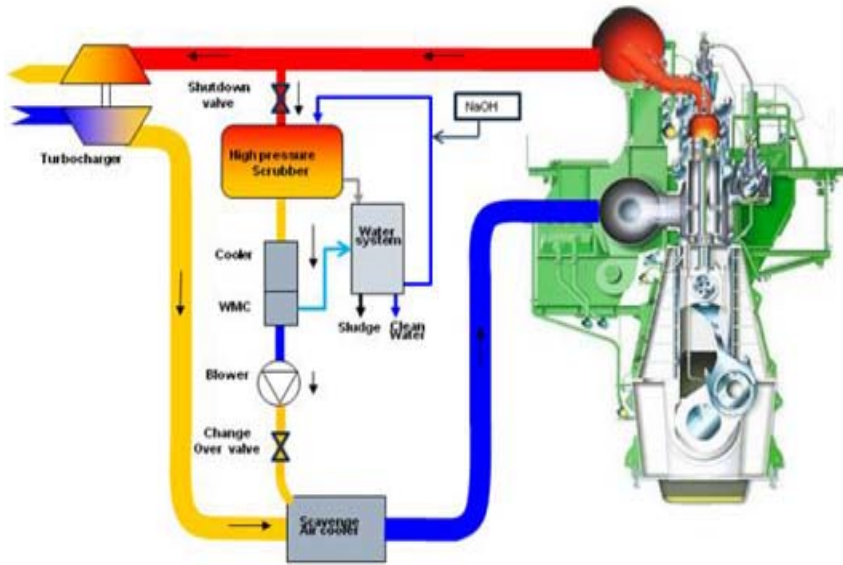 Shutdown
valve
NaOH
Turbocharger
High pressure
Scrubber
Water
system
Cooler
WMC
Sludge
Clean
Water
Blower
Change
Over valve
Scavenge
Air cooler